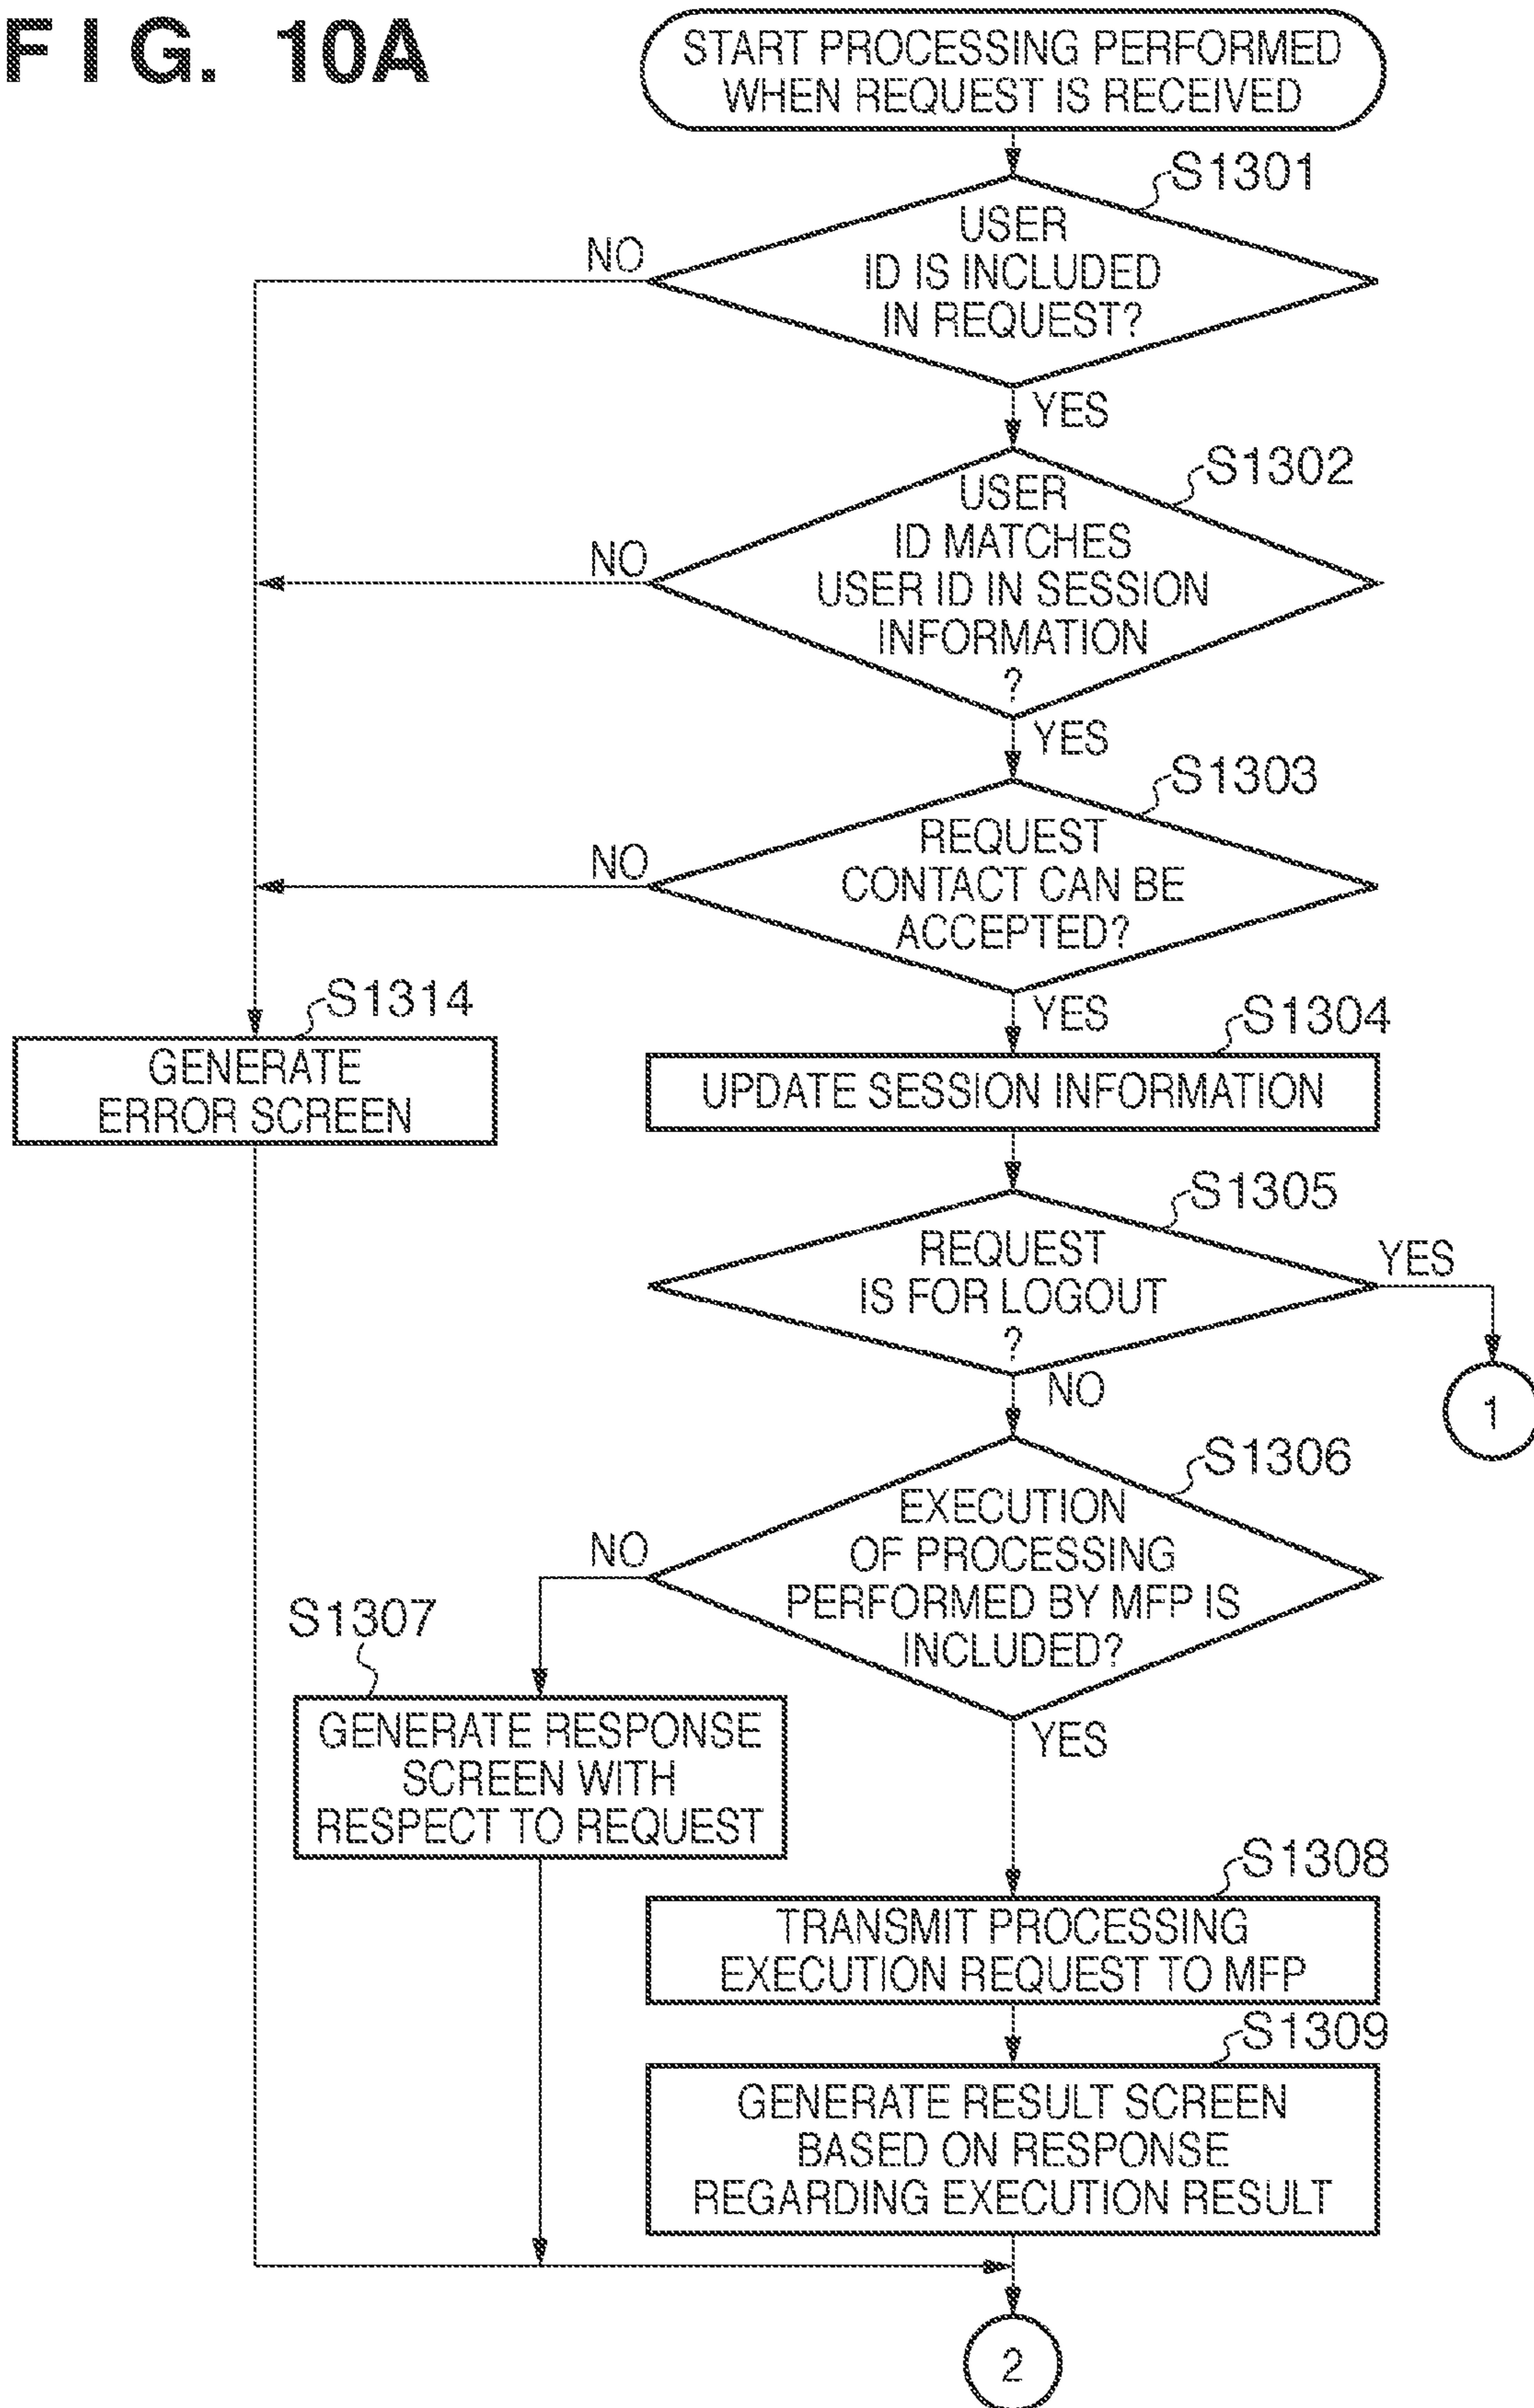 FIG. 10A
START PROCESSING PERFORMED
WHEN REQUEST IS RECEIVED
S1301
USER
ID IS INCLUDED
IN REQUEST?
NO
YES
S1302
USER
ID MATCHES
USER ID IN SESSION
INFORMATION
?
NO
YES
S1303
REQUEST
CONTACT CAN BE
ACCEPTED?
NO
YES
S1314
GENERATE
ERROR SCREEN
S1304
UPDATE SESSION INFORMATION
S1305
REQUEST
IS FOR LOGOUT
?
YES
1
NO
S1306
EXECUTION
OF PROCESSING
PERFORMED BY MFP IS
INCLUDED?
NO
YES
S1307
GENERATE RESPONSE
SCREEN WITH
RESPECT TO REQUEST
S1308
TRANSMIT PROCESSING
EXECUTION REQUEST TO MFP
S1309
GENERATE RESULT SCREEN
BASED ON RESPONSE
REGARDING EXECUTION RESULT
2